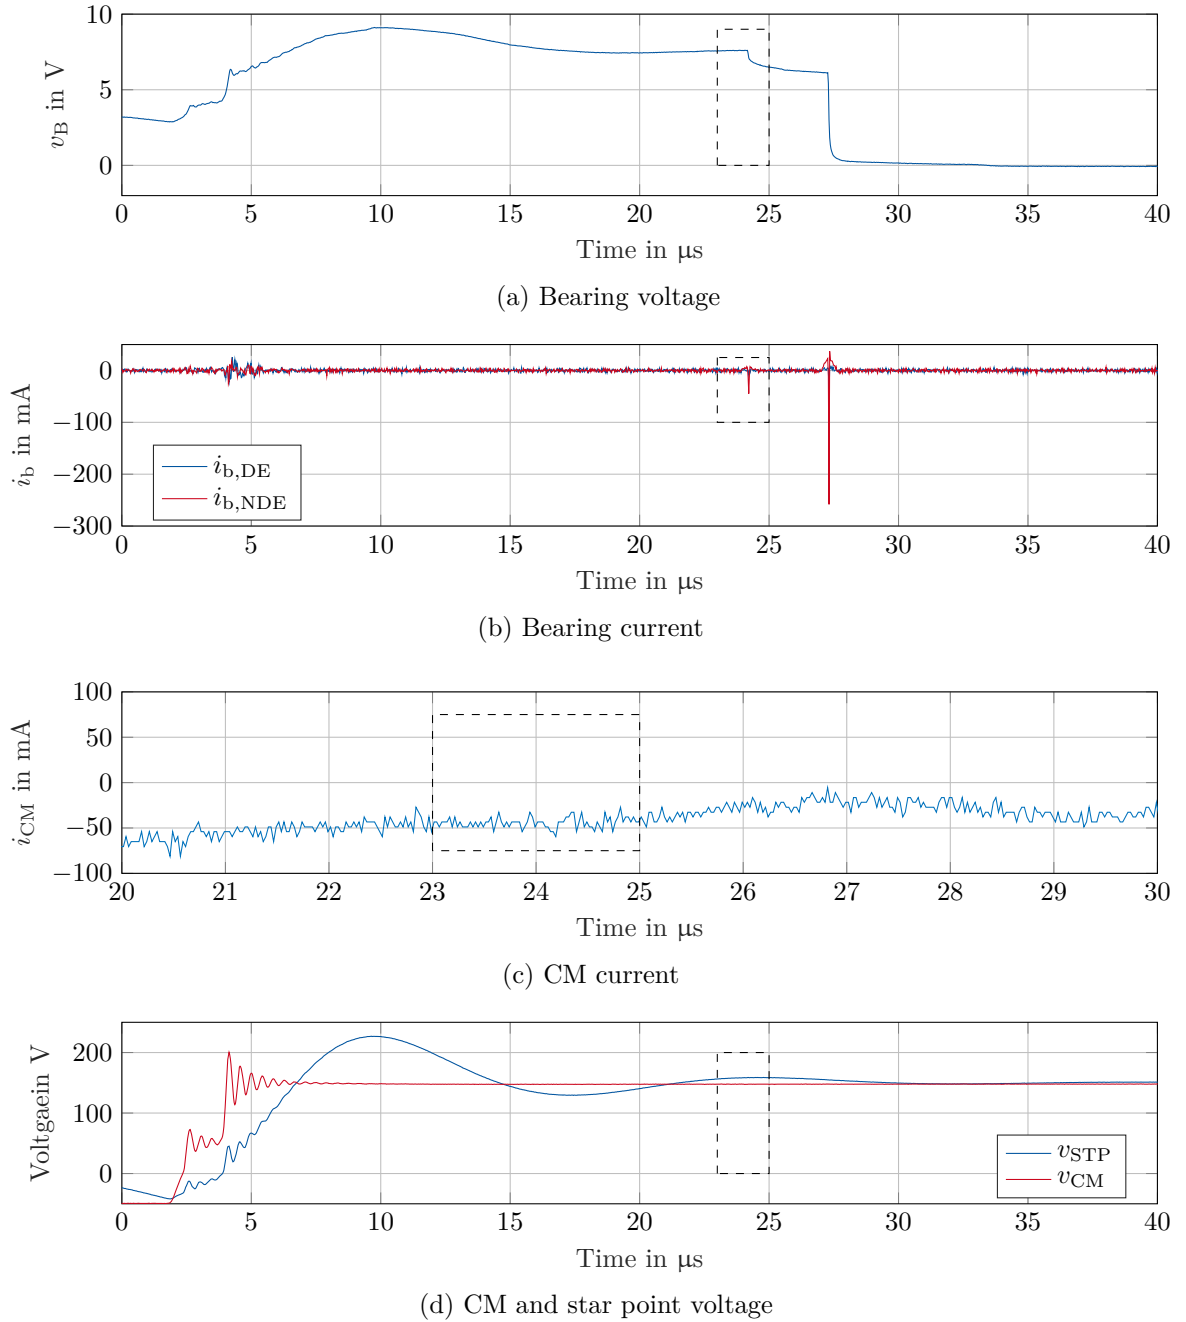 10
5
0
v_B in V
0 5 10 15 20 25 30 35 40
Time in µs
(a) Bearing voltage
0
−100
−200
−300
i_b in mA
i_b,DE
i_b,NDE
0 5 10 15 20 25 30 35 40
Time in µs
(b) Bearing current
100
50
0
−50
−100
i_CM in mA
20 21 22 23 24 25 26 27 28 29 30
Time in µs
(c) CM current
200
100
0
Voltgaein V
v_STP
v_CM
0 5 10 15 20 25 30 35 40
Time in µs
(d) CM and star point voltage